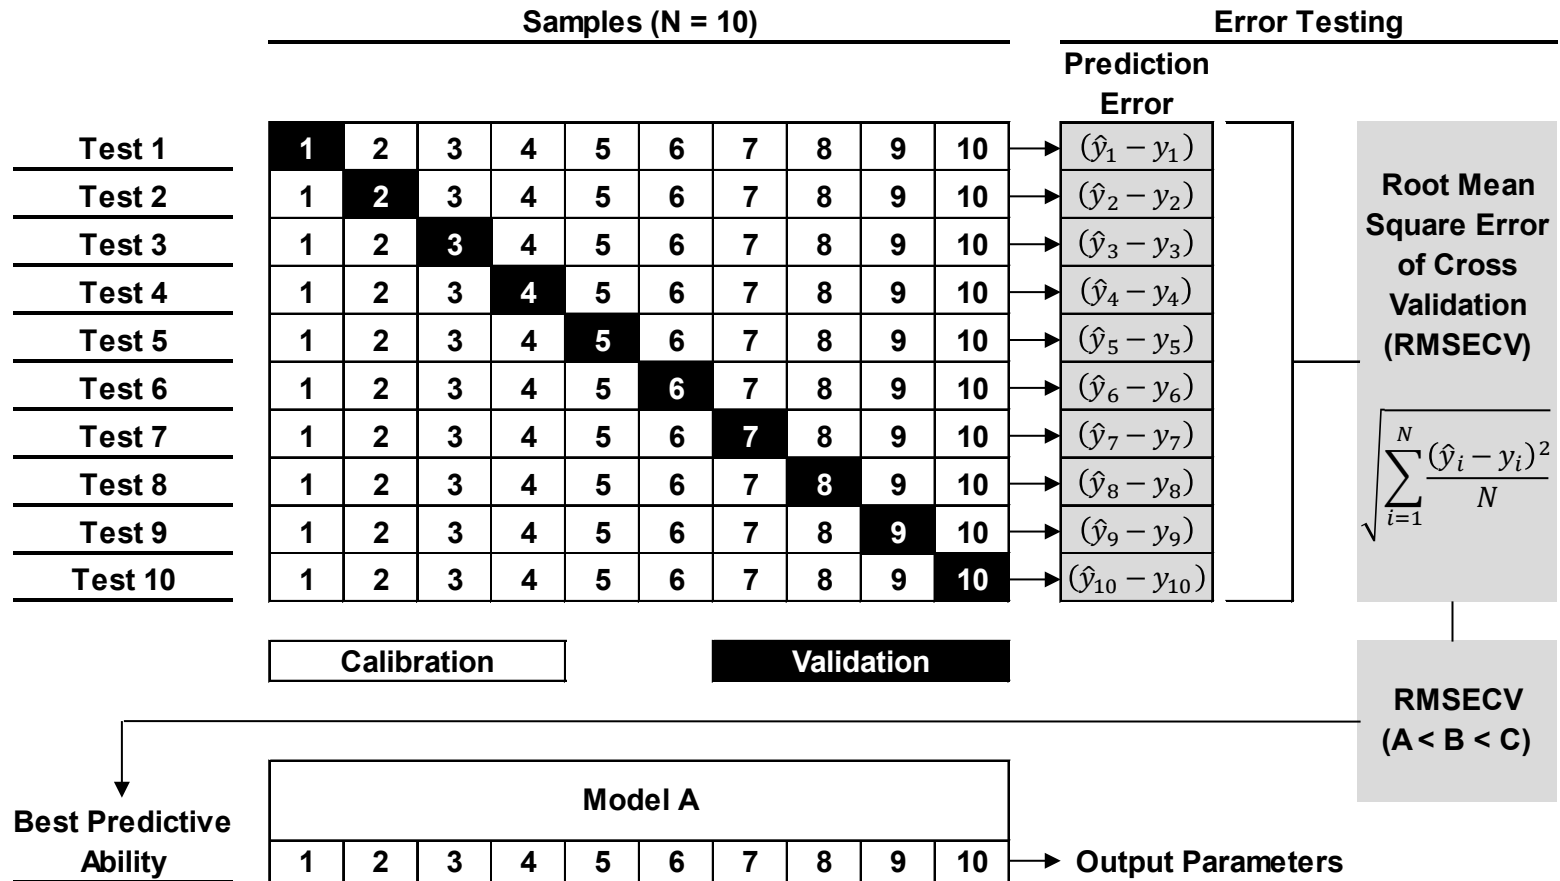 Samples (N = 10)
Error Testing
Prediction
Error
Test 1 1 2 3 4 5 6 7 8 9 10 (ŷ₁ − y₁)
Test 2 1 2 3 4 5 6 7 8 9 10 (ŷ₂ − y₂)
Test 3 1 2 3 4 5 6 7 8 9 10 (ŷ₃ − y₃)
Test 4 1 2 3 4 5 6 7 8 9 10 (ŷ₄ − y₄)
Test 5 1 2 3 4 5 6 7 8 9 10 (ŷ₅ − y₅)
Test 6 1 2 3 4 5 6 7 8 9 10 (ŷ₆ − y₆)
Test 7 1 2 3 4 5 6 7 8 9 10 (ŷ₇ − y₇)
Test 8 1 2 3 4 5 6 7 8 9 10 (ŷ₈ − y₈)
Test 9 1 2 3 4 5 6 7 8 9 10 (ŷ₉ − y₉)
Test 10 1 2 3 4 5 6 7 8 9 10 (ŷ₁₀ − y₁₀)
Root Mean
Square Error
of Cross
Validation
(RMSECV)
√(∑_{i=1}^{N} (ŷ_i − y_i)² / N)
Calibration
Validation
RMSECV
(A < B < C)
Model A
Best Predictive
Ability
1 2 3 4 5 6 7 8 9 10
Output Parameters